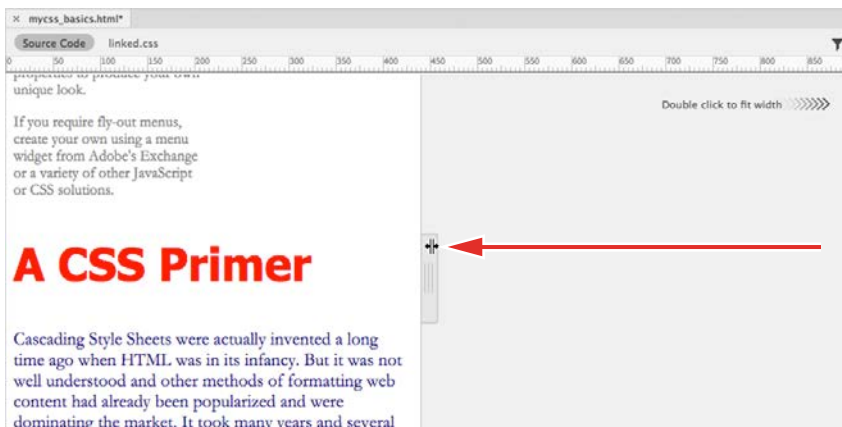 × mycss_basics.html*
Source Code linked.css
0 50 100 150 200 250 300 350 400 450 500 550 600 650 700 750 800 850
properties to produce your own
unique look.
Double click to fit width
If you require fly-out menus,
create your own using a menu
widget from Adobe's Exchange
or a variety of other JavaScript
or CSS solutions.
A CSS Primer
Cascading Style Sheets were actually invented a long
time ago when HTML was in its infancy. But it was not
well understood and other methods of formatting web
content had already been popularized and were
dominating the market. It took many years and several